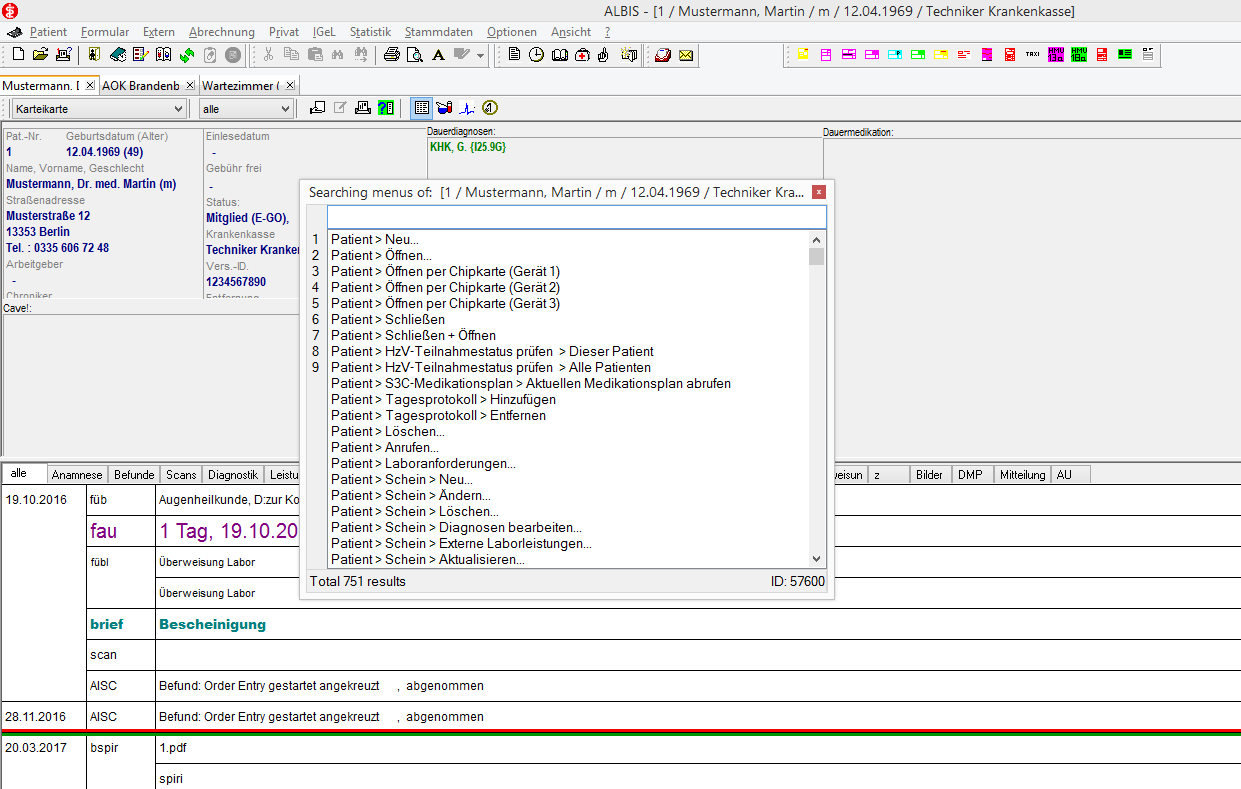 ALBIS - [1 / Mustermann, Martin / m / 12.04.1969 / Techniker Krankenkasse]
Patient Formular Extern Abrechnung Privat IGeL Statistik Stammdaten Optionen Ansicht ?
TAXI
Mustermann. [ AOK Brandenb Wartezimmer (
Karteikarte alle
Pat.-Nr. Geburtsdatum (Alter)
1 12.04.1969 (49)
Name, Vorname, Geschlecht
Mustermann, Dr. med. Martin (m)
Straßenadresse
Musterstraße 12
13353 Berlin
Tel. : 0335 606 72 48
Arbeitgeber
-
Chroniker
Einlesedatum
-
Gebühr frei
-
Status:
Mitglied (E-GO),
Krankenkasse
Techniker Kranken
Vers.-ID.
1234567890
Entfernung
Dauerdiagnosen:
KHK, G. {I25.9G}
Dauermedikation:
Cave!:
Searching menus of: [1 / Mustermann, Martin / m / 12.04.1969 / Techniker Kra...
1 Patient > Neu...
2 Patient > Öffnen...
3 Patient > Öffnen per Chipkarte (Gerät 1)
4 Patient > Öffnen per Chipkarte (Gerät 2)
5 Patient > Öffnen per Chipkarte (Gerät 3)
6 Patient > Schließen
7 Patient > Schließen + Öffnen
8 Patient > HzV-Teilnahmestatus prüfen > Dieser Patient
9 Patient > HzV-Teilnahmestatus prüfen > Alle Patienten
Patient > S3C-Medikationsplan > Aktuellen Medikationsplan abrufen
Patient > Tagesprotokoll > Hinzufügen
Patient > Tagesprotokoll > Entfernen
Patient > Löschen...
Patient > Anrufen...
Patient > Laboranforderungen...
Patient > Schein > Neu...
Patient > Schein > Ändern...
Patient > Schein > Löschen...
Patient > Schein > Diagnosen bearbeiten...
Patient > Schein > Externe Laborleistungen...
Patient > Schein > Aktualisieren...
Total 751 results ID: 57600
alle Anamnese Befunde Scans Diagnostik Leistu weisun z Bilder DMP Mitteilung AU
19.10.2016 füb Augenheilkunde, D:zur Ko
fau 1 Tag, 19.10.20
fübl Überweisung Labor
Überweisung Labor
brief Bescheinigung
scan
AISC Befund: Order Entry gestartet angekreuzt , abgenommen
28.11.2016 AISC Befund: Order Entry gestartet angekreuzt , abgenommen
20.03.2017 bspir 1.pdf
spiri